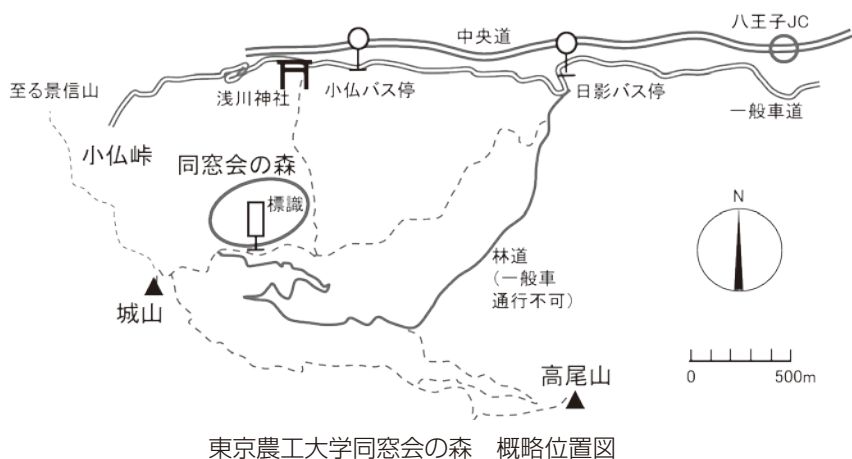 八王子JC
中央道
至る景信山
浅川神社
小仏バス停
日影バス停
一般車道
小仏峠
同窓会の森
標識
N
林道
(一般車
通行不可)
城山
高尾山
0 500m
東京農工大学同窓会の森 概略位置図